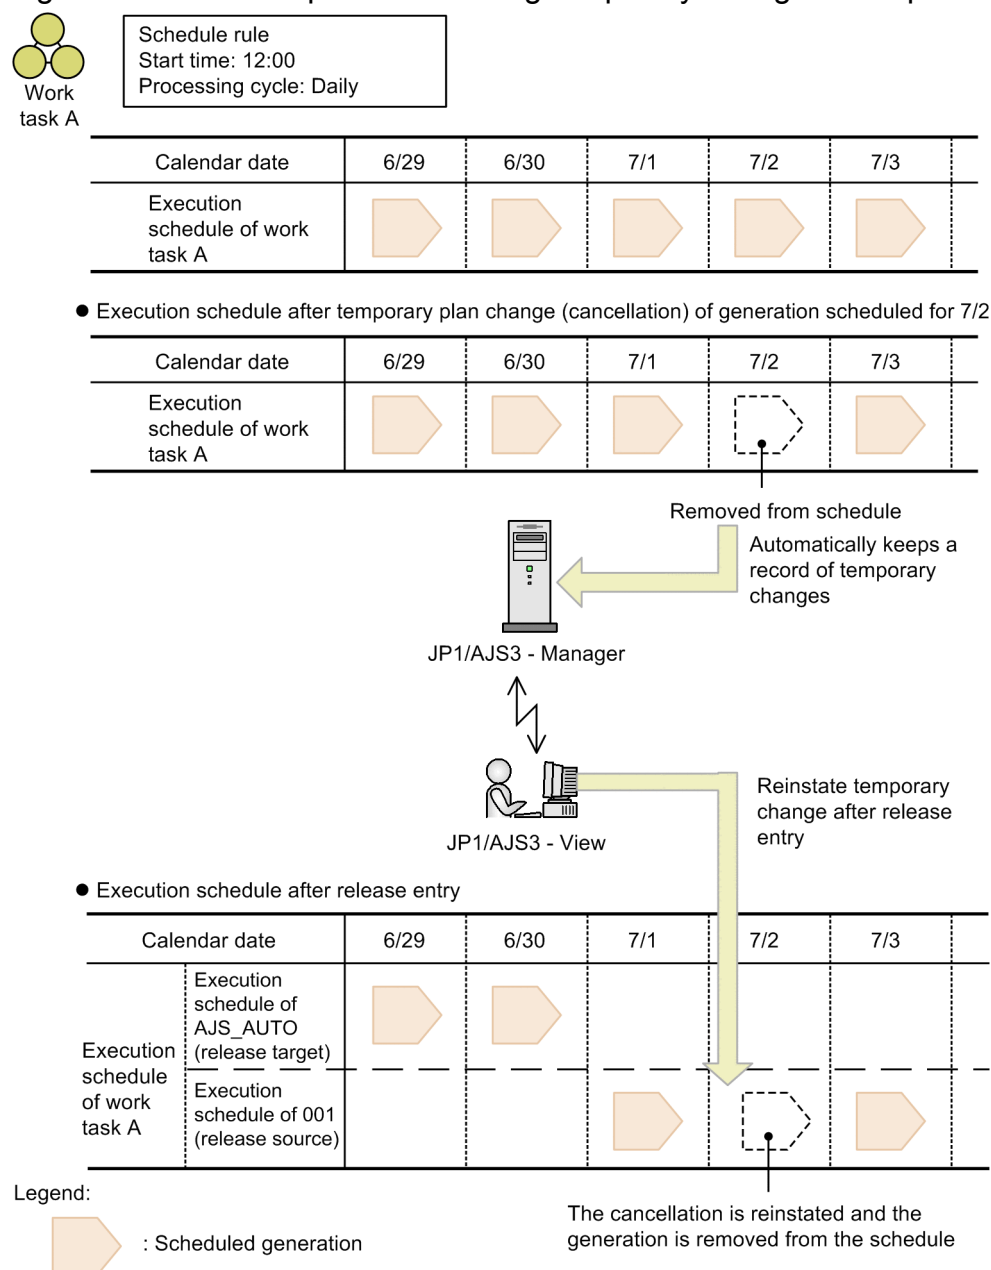 Work
task A
Schedule rule
Start time: 12:00
Processing cycle: Daily
Calendar date 6/29 6/30 7/1 7/2 7/3
Execution
schedule of work
task A
● Execution schedule after temporary plan change (cancellation) of generation scheduled for 7/2
Calendar date 6/29 6/30 7/1 7/2 7/3
Execution
schedule of work
task A
Removed from schedule
Automatically keeps a
record of temporary
changes
JP1/AJS3 - Manager
Reinstate temporary
change after release
entry
JP1/AJS3 - View
● Execution schedule after release entry
Calendar date 6/29 6/30 7/1 7/2 7/3
Execution
schedule
of work
task A
Execution
schedule of
AJS_AUTO
(release target)
Execution
schedule of 001
(release source)
The cancellation is reinstated and the
generation is removed from the schedule
Legend:
: Scheduled generation